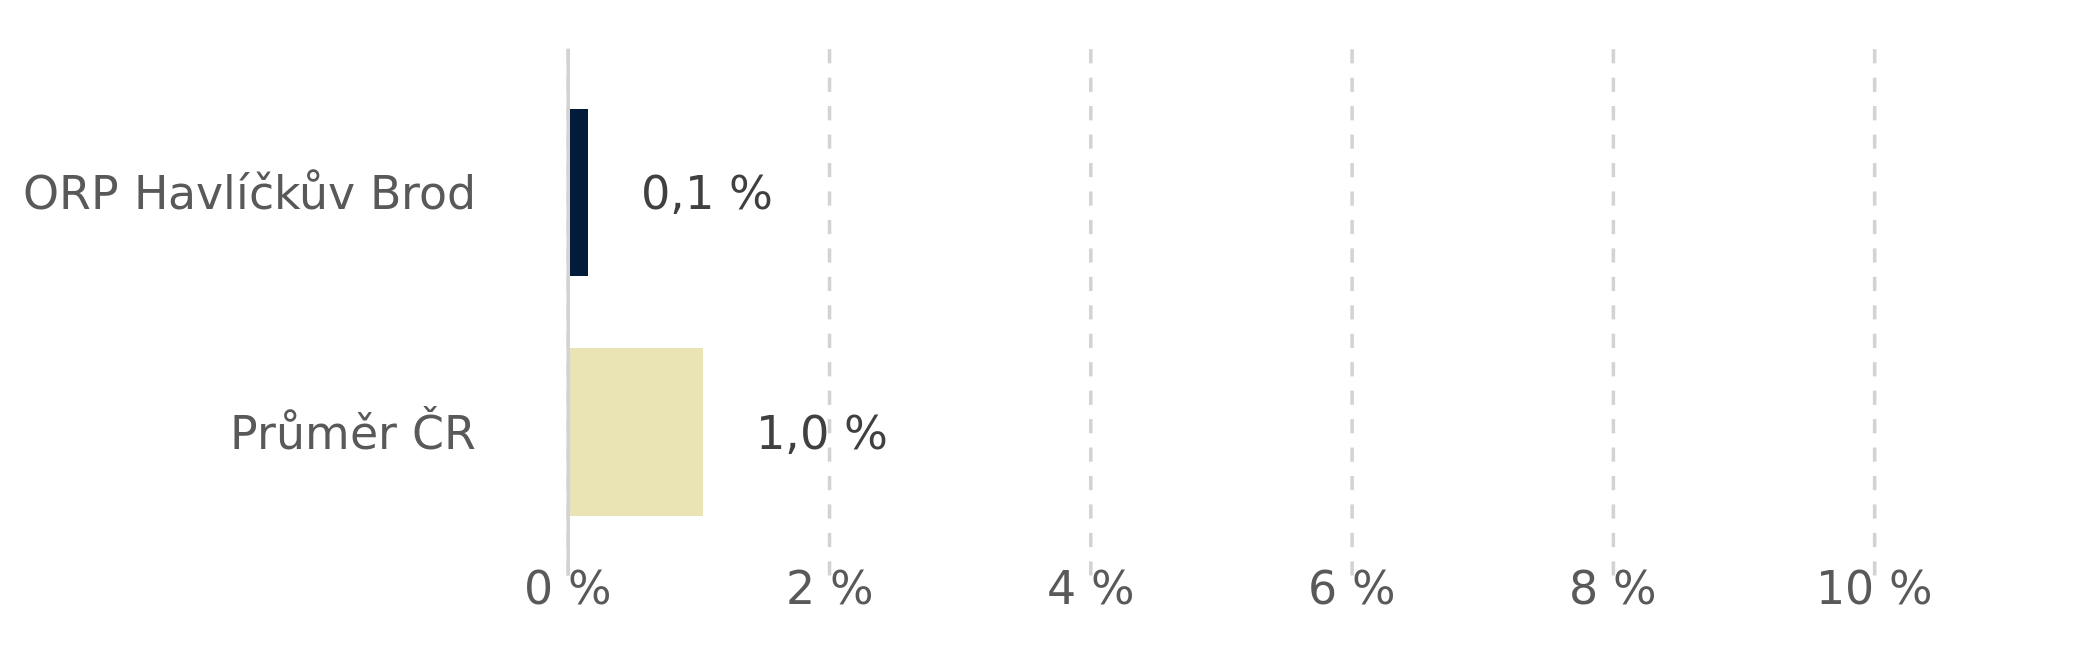 ORP Havlíčkův Brod 0,1 %
Průměr ČR 1,0 %
0 % 2 % 4 % 6 % 8 % 10 %